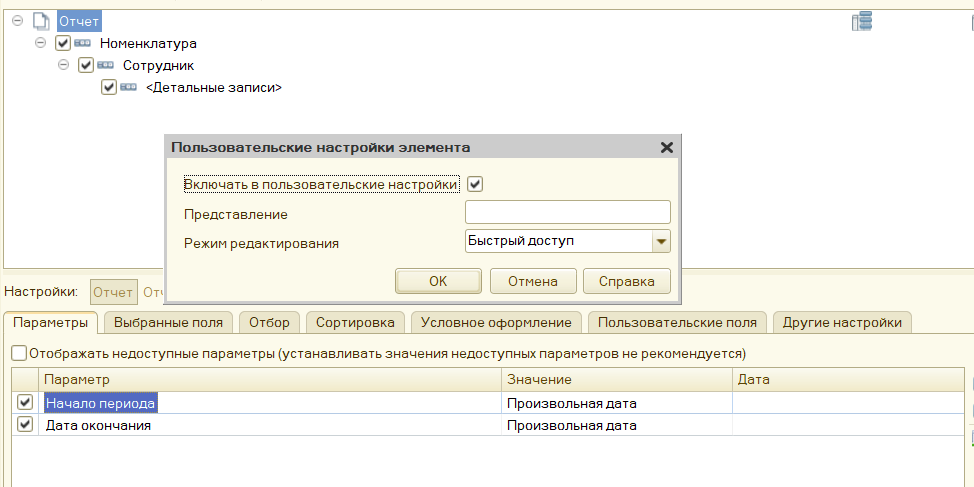 Отчет
Номенклатура
Сотрудник
<Детальные записи>
Пользовательские настройки элемента
Включать в пользовательские настройки
Представление
Режим редактирования Быстрый доступ
OK Отмена Справка
Настройки: Отчет От
Параметры Выбранные поля Отбор Сортировка Условное оформление Пользовательские поля Другие настройки
Отображать недоступные параметры (устанавливать значения недоступных параметров не рекомендуется)
Параметр Значение Дата
Начало периода Произвольная дата
Дата окончания Произвольная дата